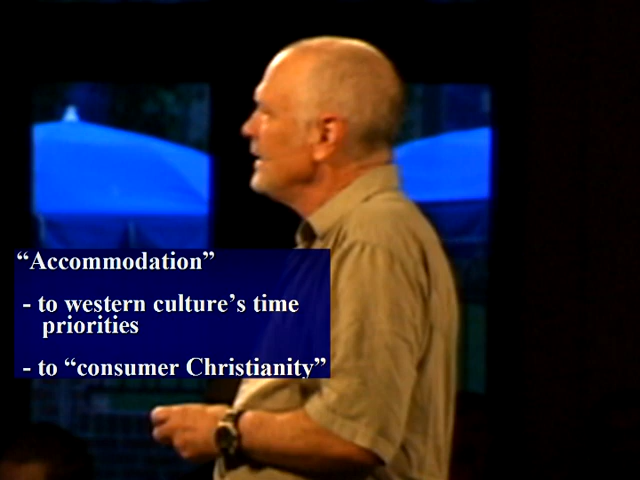 “Accommodation”
- to western culture’s time
priorities
- to “consumer Christianity”